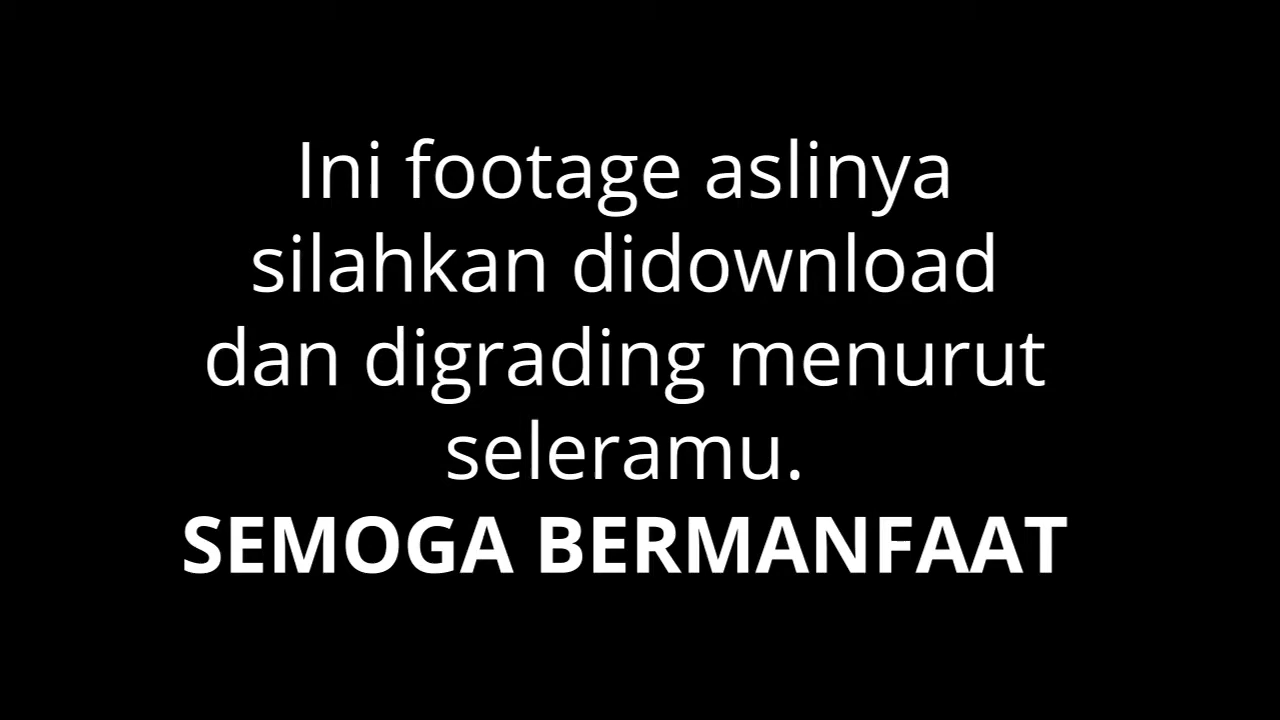 Ini footage aslinya
silahkan didownload
dan digrading menurut
seleramu.
SEMOGA BERMANFAAT